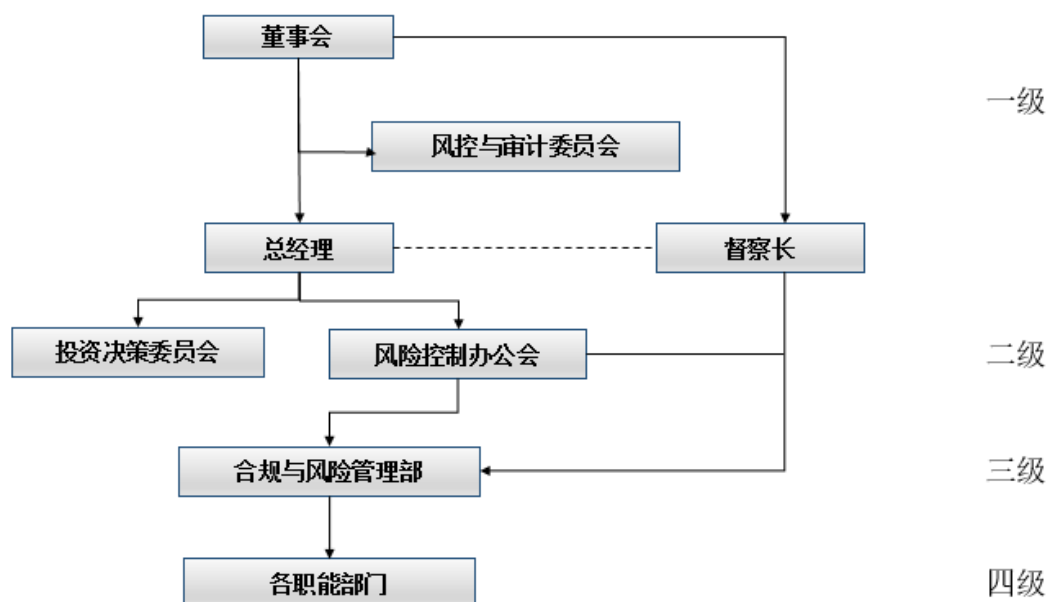 董事会
一级
风控与审计委员会
总经理
督察长
投资决策委员会
风险控制办公会
二级
合规与风险管理部
三级
各职能部门
四级